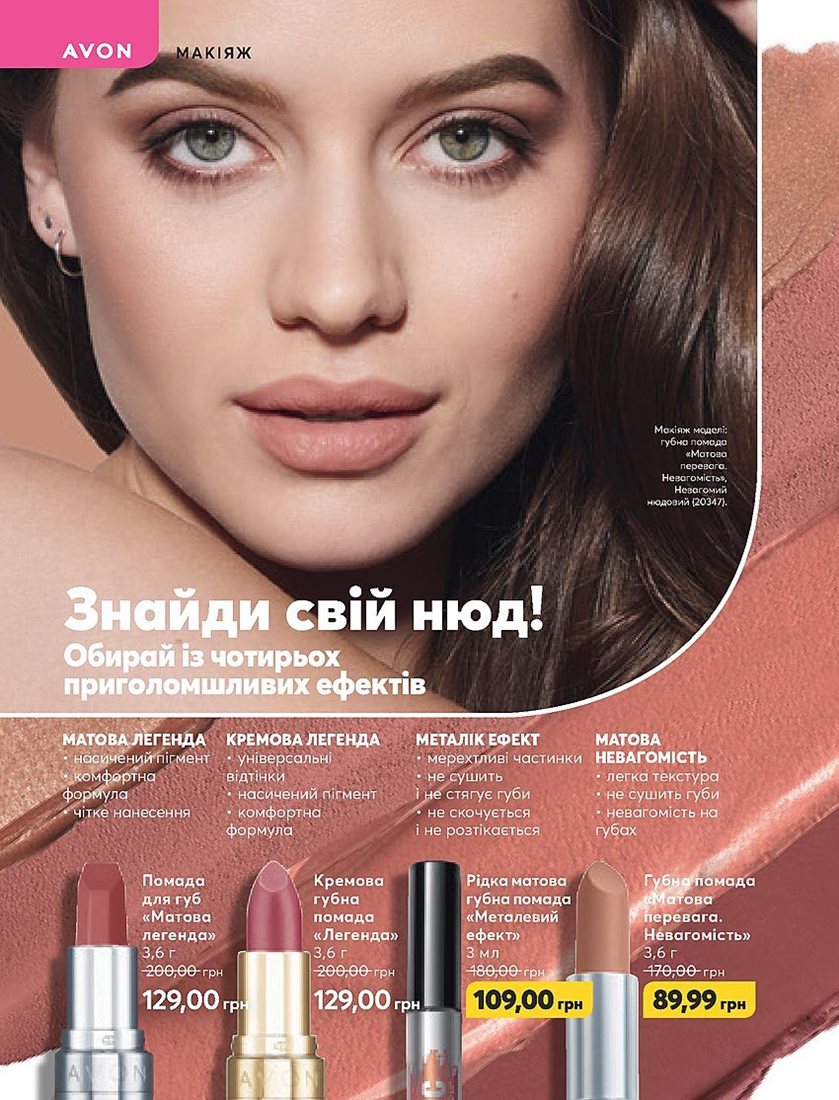 AVON
МАКІЯЖ
Макіяж моделі:
губна помада
«Матова
перевага.
Невагомість»,
Невагомий
нюдовий (20347).
Знайди свій нюд!
Обирай із чотирьох
приголомшливих ефектів
МАТОВА ЛЕГЕНДА
• насичений пігмент
• комфортна
формула
• чітке нанесення
КРЕМОВА ЛЕГЕНДА
• універсальні
відтінки
• насичений пігмент
• комфортна
формула
МЕТАЛІК ЕФЕКТ
• мерехтливі частинки
• не сушить
і не стягує губи
• не скочується
і не розтікається
МАТОВА
НЕВАГОМІСТЬ
• легка текстура
• не сушить губи
• невагомість на
губах
Помада
для губ
«Матова
легенда»
3,6 г
200,00 грн
129,00 грн
Кремова
губна
помада
«Легенда»
3,6 г
200,00 грн
129,00 грн
Рідка матова
губна помада
«Металевий
ефект»
3 мл
180,00 грн
109,00 грн
Губна помада
«Матова
перевага.
Невагомість»
3,6 г
170,00 грн
89,99 грн
AVON
AVON